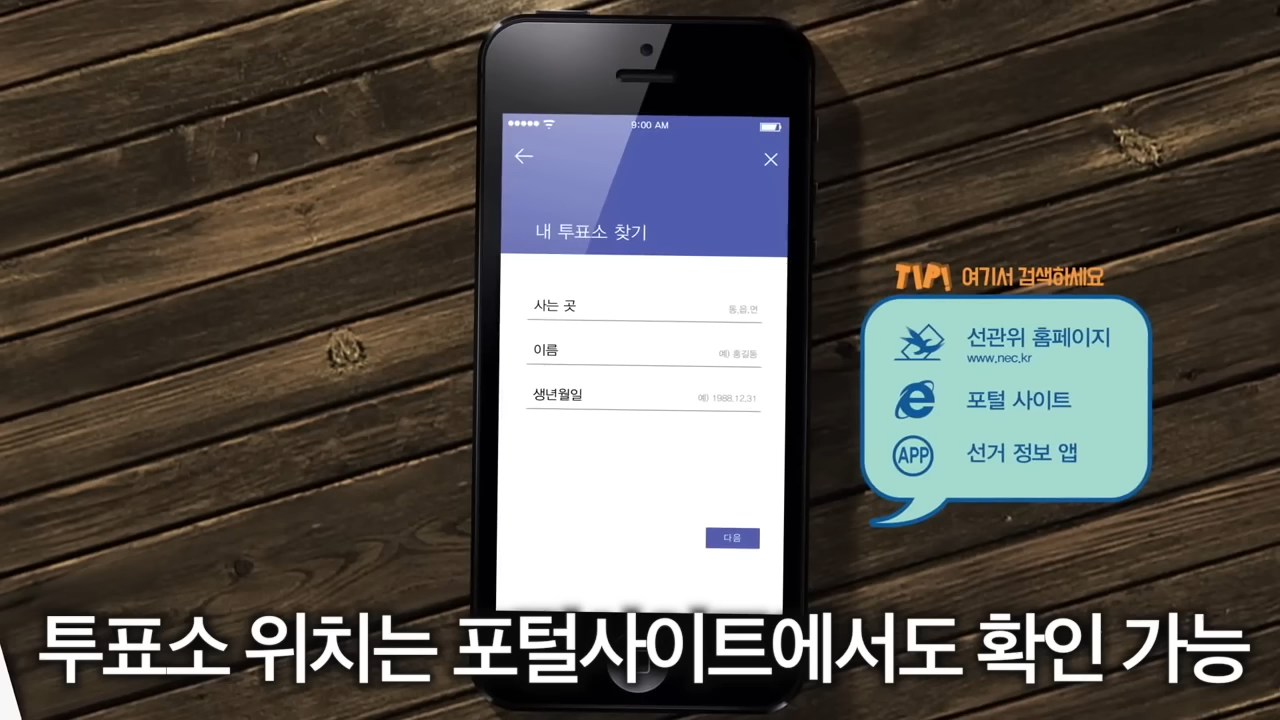 9:00 AM
내 투표소 찾기
사는 곳
동,읍,면
이름
예) 홍길동
생년월일
예) 1988.12.31
다음
TIP! 여기서 검색하세요
선관위 홈페이지
www.nec.kr
포털 사이트
APP
선거 정보 앱
투표소 위치는 포털사이트에서도 확인 가능